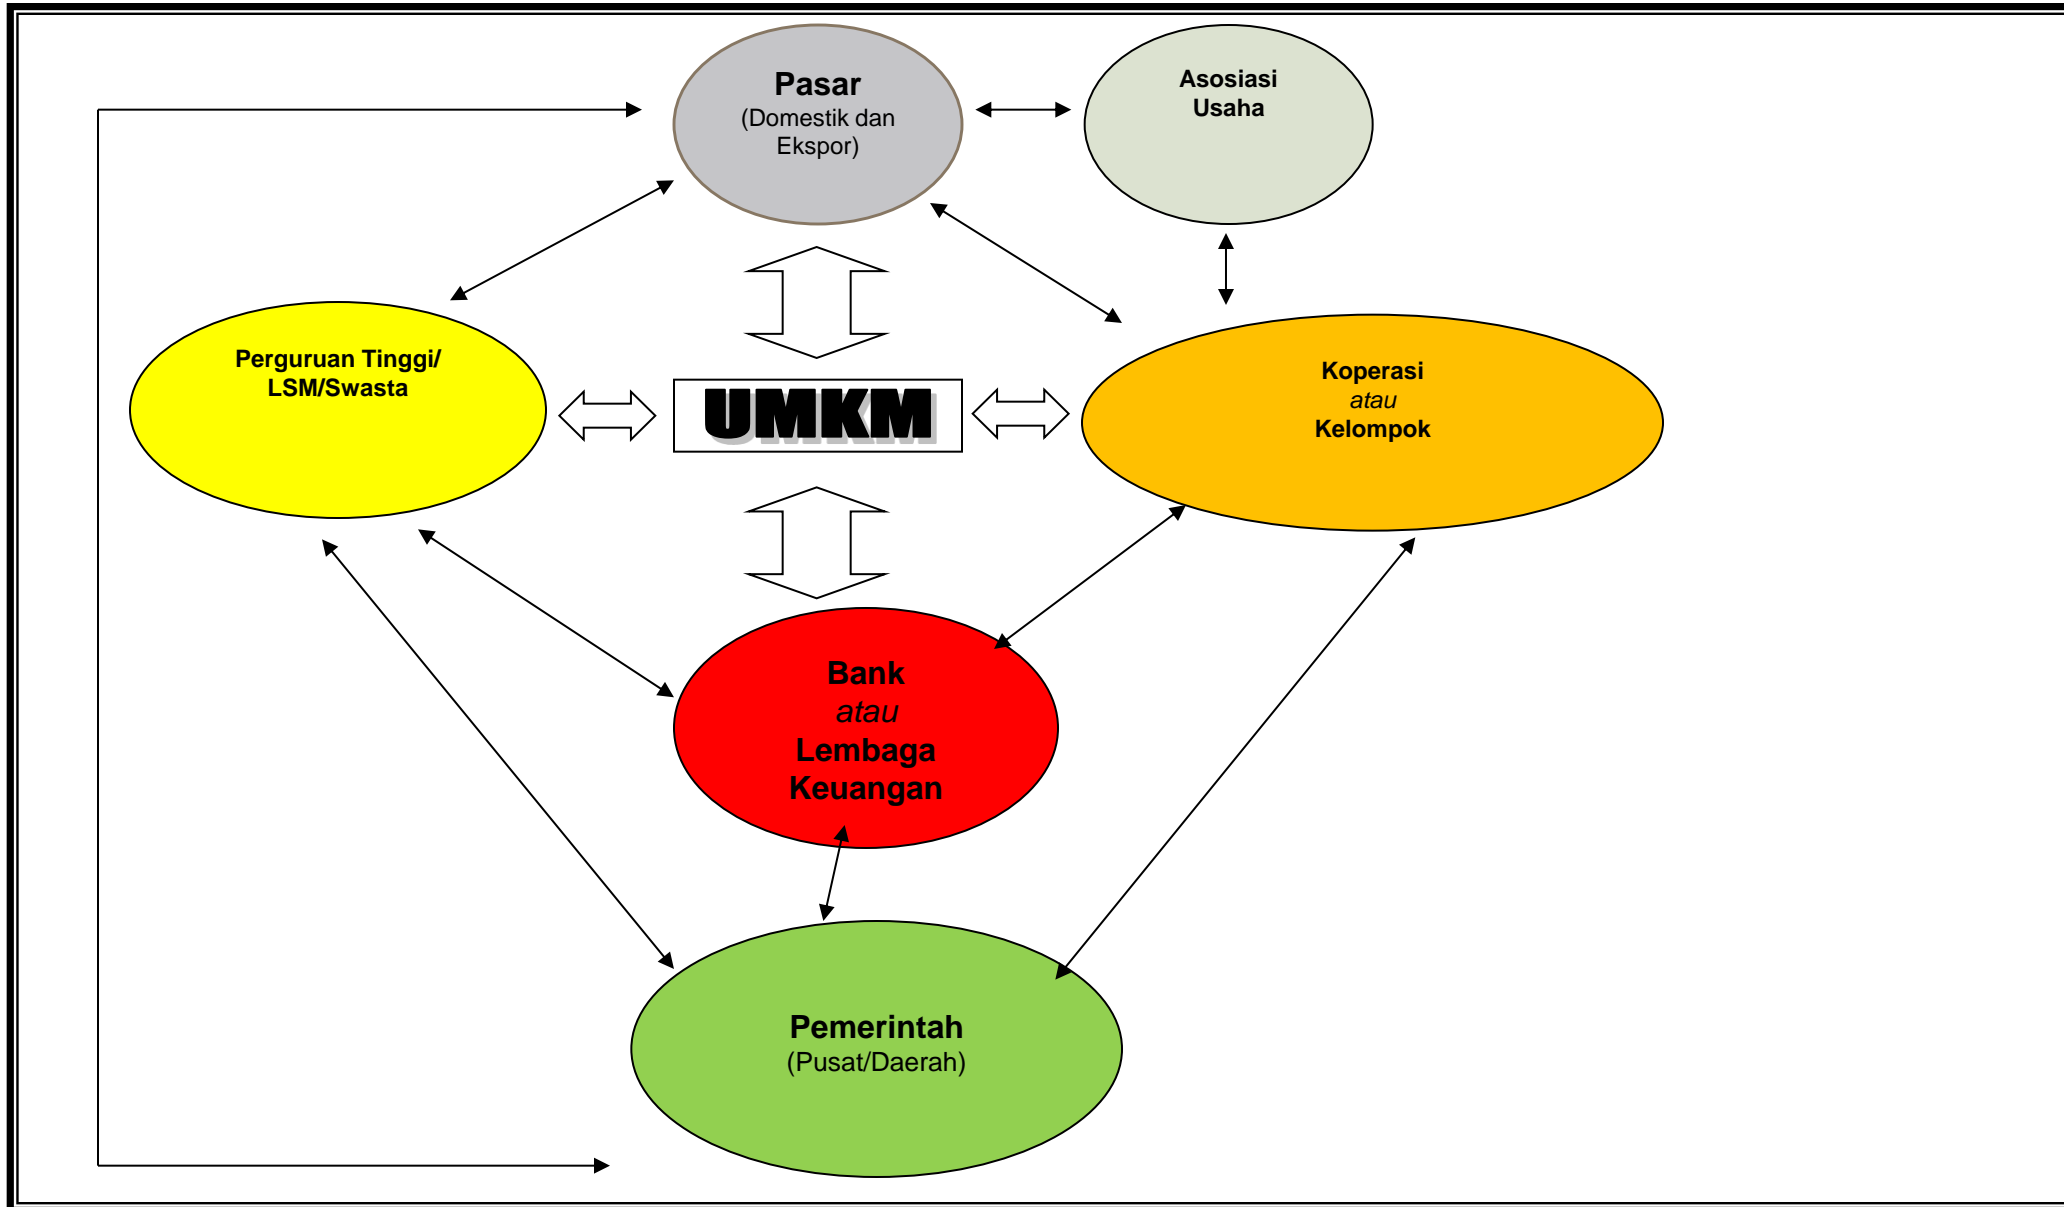 Pasar
(Domestik dan
Ekspor)
Asosiasi
Usaha
Perguruan Tinggi/
LSM/Swasta
UMKM
Koperasi
atau
Kelompok
Bank
atau
Lembaga
Keuangan
Pemerintah
(Pusat/Daerah)